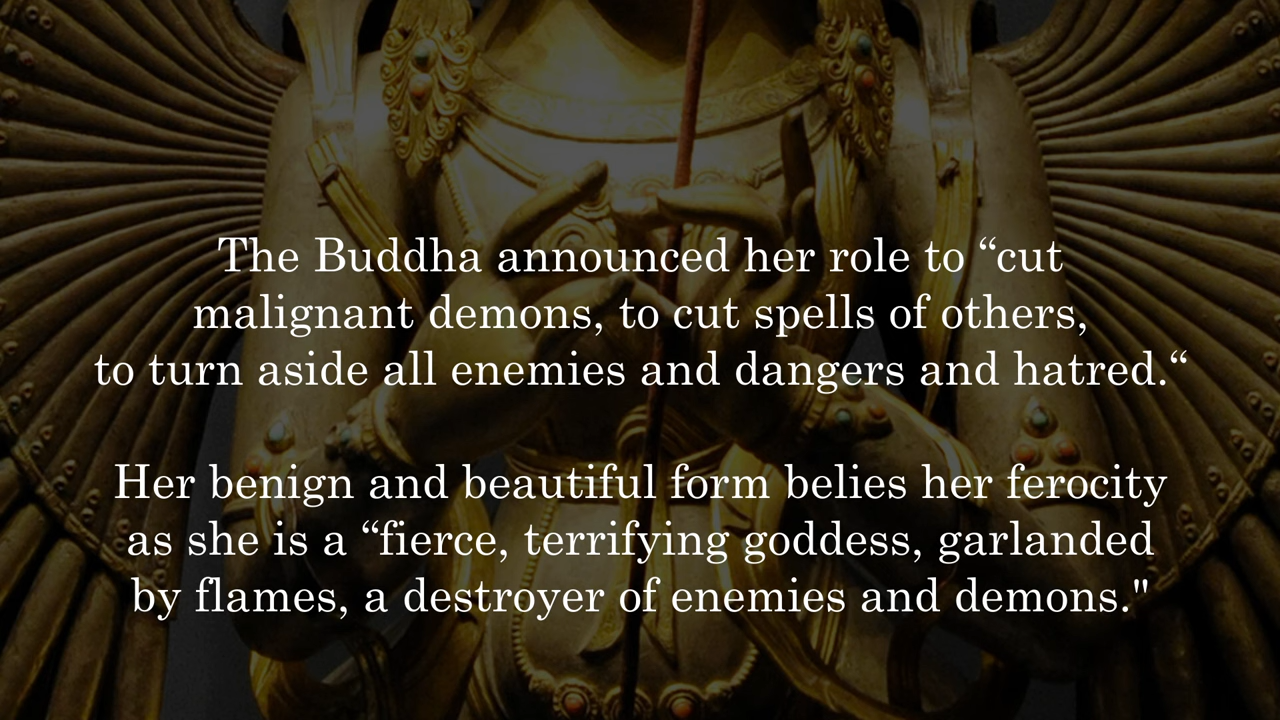 The Buddha announced her role to “cut
malignant demons, to cut spells of others,
to turn aside all enemies and dangers and hatred.“
Her benign and beautiful form belies her ferocity
as she is a “fierce, terrifying goddess, garlanded
by flames, a destroyer of enemies and demons."